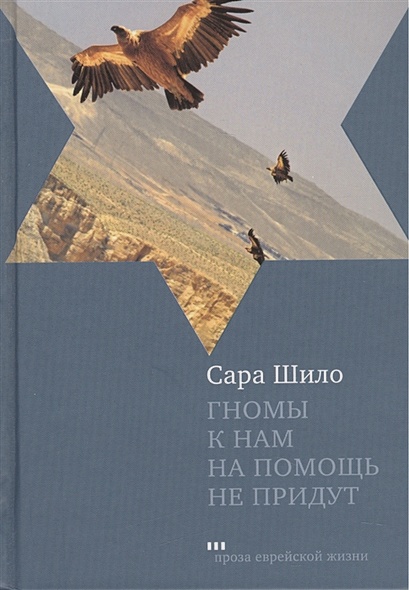 Сара Шило
ГНОМЫ
К НАМ
НА ПОМОЩЬ
НЕ ПРИДУТ
проза еврейской жизни